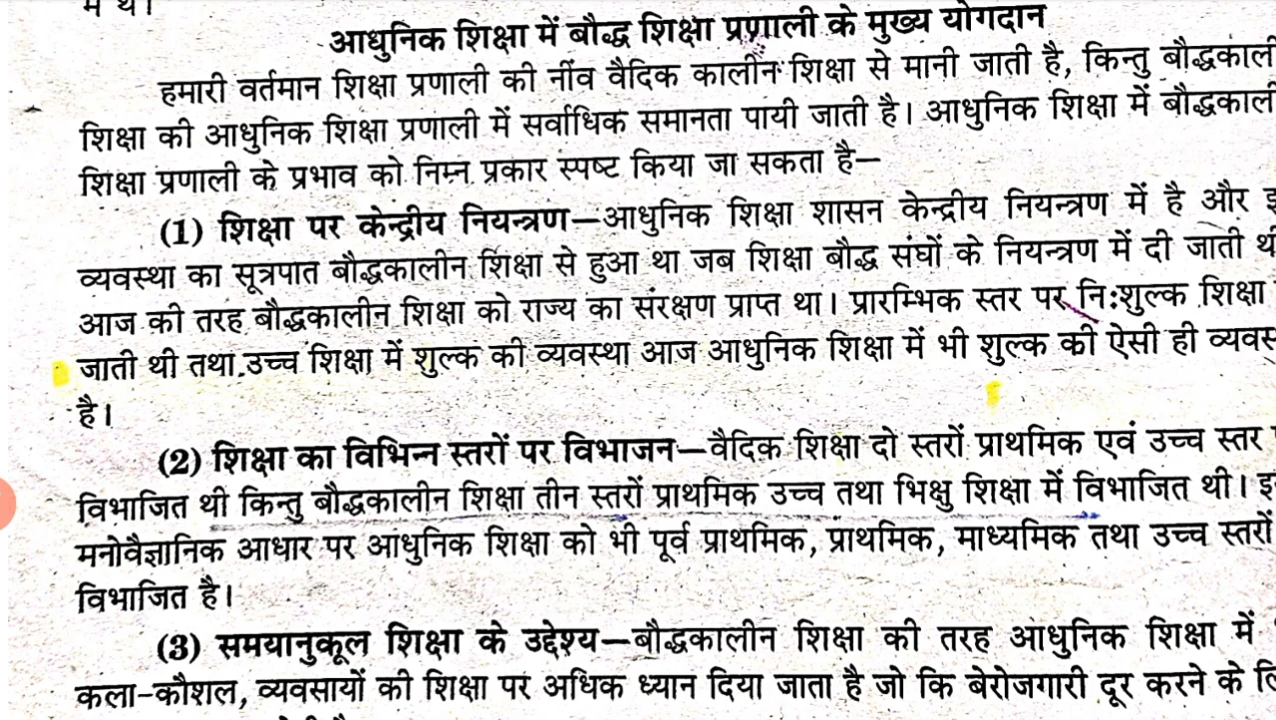 आधुनिक शिक्षा में बौद्ध शिक्षा प्रणाली के मुख्य योगदान
हमारी वर्तमान शिक्षा प्रणाली की नींव वैदिक कालीन शिक्षा से मानी जाती है, किन्तु बौद्धकाली
शिक्षा की आधुनिक शिक्षा प्रणाली में सर्वाधिक समानता पायी जाती है। आधुनिक शिक्षा में बौद्धकाली
शिक्षा प्रणाली के प्रभाव को निम्न प्रकार स्पष्ट किया जा सकता है—
(1) शिक्षा पर केन्द्रीय नियन्त्रण—आधुनिक शिक्षा शासन केन्द्रीय नियन्त्रण में है और
व्यवस्था का सूत्रपात बौद्धकालीन शिक्षा से हुआ था जब शिक्षा बौद्ध संघों के नियन्त्रण में दी जाती थी
आज की तरह बौद्धकालीन शिक्षा को राज्य का संरक्षण प्राप्त था। प्रारम्भिक स्तर पर निःशुल्क शिक्षा
जाती थी तथा उच्च शिक्षा में शुल्क की व्यवस्था आज आधुनिक शिक्षा में भी शुल्क की ऐसी ही व्यवस
है।
(2) शिक्षा का विभिन्न स्तरों पर विभाजन—वैदिक शिक्षा दो स्तरों प्राथमिक एवं उच्च स्तर
विभाजित थी किन्तु बौद्धकालीन शिक्षा तीन स्तरों प्राथमिक उच्च तथा भिक्षु शिक्षा में विभाजित थी।
मनोवैज्ञानिक आधार पर आधुनिक शिक्षा को भी पूर्व प्राथमिक, प्राथमिक, माध्यमिक तथा उच्च स्तरों
विभाजित है।
(3) समयानुकूल शिक्षा के उद्देश्य—बौद्धकालीन शिक्षा की तरह आधुनिक शिक्षा में
कला-कौशल, व्यवसायों की शिक्षा पर अधिक ध्यान दिया जाता है जो कि बेरोजगारी दूर करने के